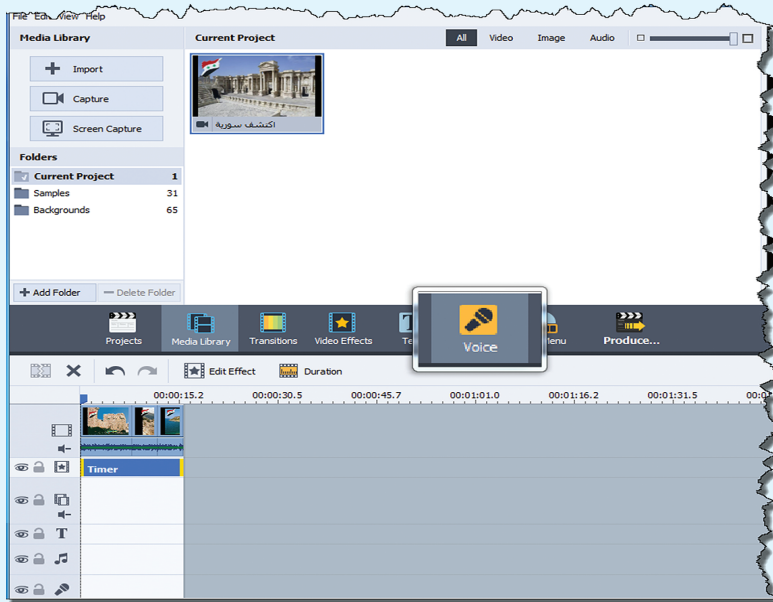 File Edit View Help
Media Library
Current Project
All Video Image Audio
Import
Capture
Screen Capture
اكتشف سورية
Folders
Current Project 1
Samples 31
Backgrounds 65
Add Folder
Delete Folder
Projects
Media Library
Transitions
Video Effects
Voice
Produce...
Edit Effect
Duration
00:00:15.2 00:00:30.5 00:00:45.7 00:01:01.0 00:01:16.2 00:01:31.5
Timer
T